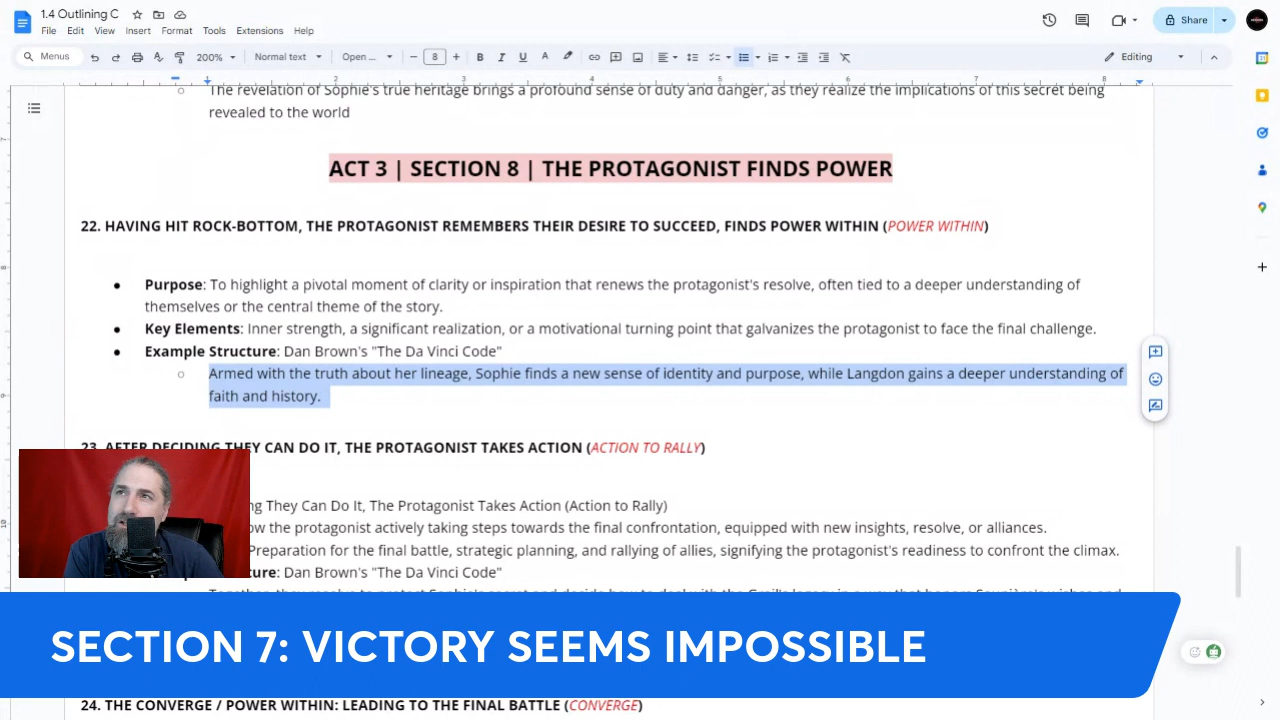 1.4 Outlining C
File Edit View Insert Format Tools Extensions Help
Share
Menus
200%
Normal text
Open ...
8
Editing
2 3 4 5 6 7 8
The revelation of Sophie's true heritage brings a profound sense of duty and danger, as they realize the implications of this secret being
revealed to the world
ACT 3 | SECTION 8 | THE PROTAGONIST FINDS POWER
22. HAVING HIT ROCK-BOTTOM, THE PROTAGONIST REMEMBERS THEIR DESIRE TO SUCCEED, FINDS POWER WITHIN (POWER WITHIN)
Purpose: To highlight a pivotal moment of clarity or inspiration that renews the protagonist's resolve, often tied to a deeper understanding of
themselves or the central theme of the story.
Key Elements: Inner strength, a significant realization, or a motivational turning point that galvanizes the protagonist to face the final challenge.
Example Structure: Dan Brown's "The Da Vinci Code"
Armed with the truth about her lineage, Sophie finds a new sense of identity and purpose, while Langdon gains a deeper understanding of
faith and history.
23. AFTER DECIDING THEY CAN DO IT, THE PROTAGONIST TAKES ACTION (ACTION TO RALLY)
ng They Can Do It, The Protagonist Takes Action (Action to Rally)
ow the protagonist actively taking steps towards the final confrontation, equipped with new insights, resolve, or alliances.
Preparation for the final battle, strategic planning, and rallying of allies, signifying the protagonist's readiness to confront the climax.
ture: Dan Brown's "The Da Vinci Code"
SECTION 7: VICTORY SEEMS IMPOSSIBLE
24. THE CONVERGE / POWER WITHIN: LEADING TO THE FINAL BATTLE (CONVERGE)